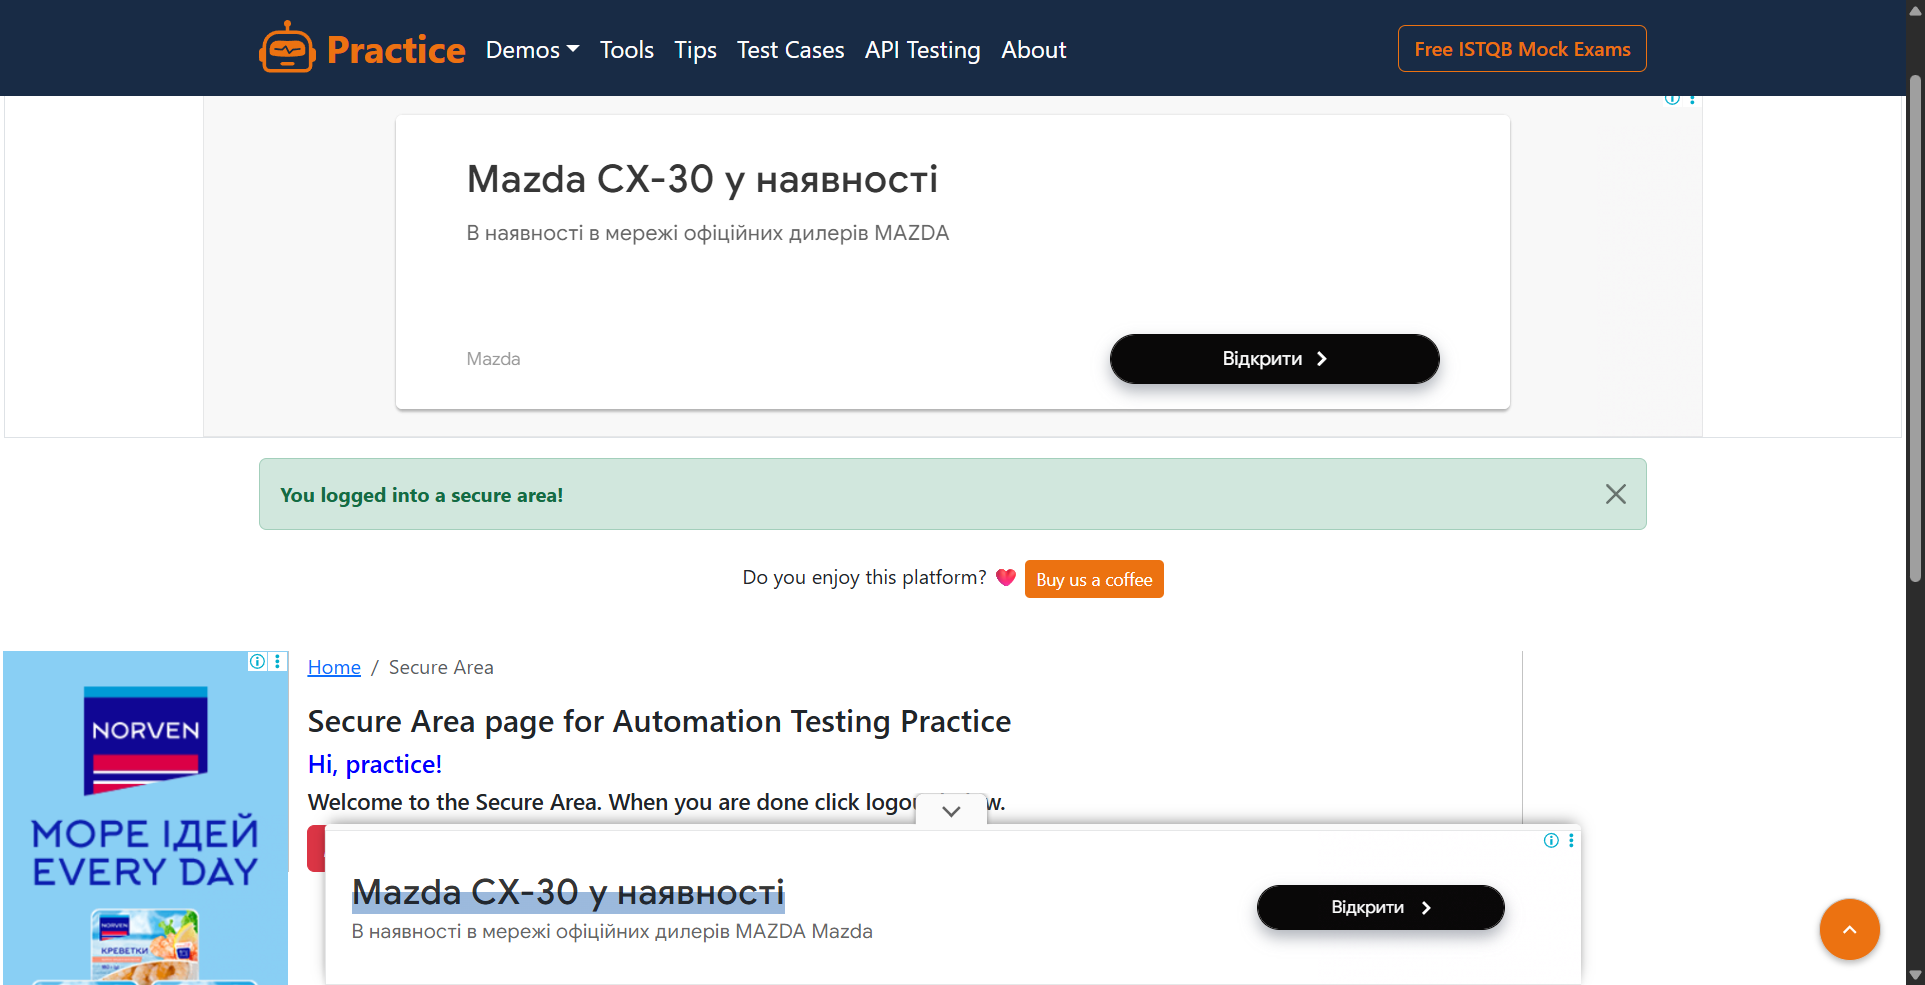 Practice
Demos
Tools
Tips
Test Cases
API Testing
About
Free ISTQB Mock Exams
Mazda CX-30 у наявності
В наявності в мережі офіційних дилерів MAZDA
Mazda
Відкрити
You logged into a secure area!
Do you enjoy this platform?
Buy us a coffee
Home / Secure Area
Secure Area page for Automation Testing Practice
Hi, practice!
Welcome to the Secure Area. When you are done click logou w.
NORVEN
МОРЕ ІДЕЙ
EVERY DAY
NORVEN
КРЕВЕТКИ
Mazda CX-30 у наявності
В наявності в мережі офіційних дилерів MAZDA Mazda
Відкрити